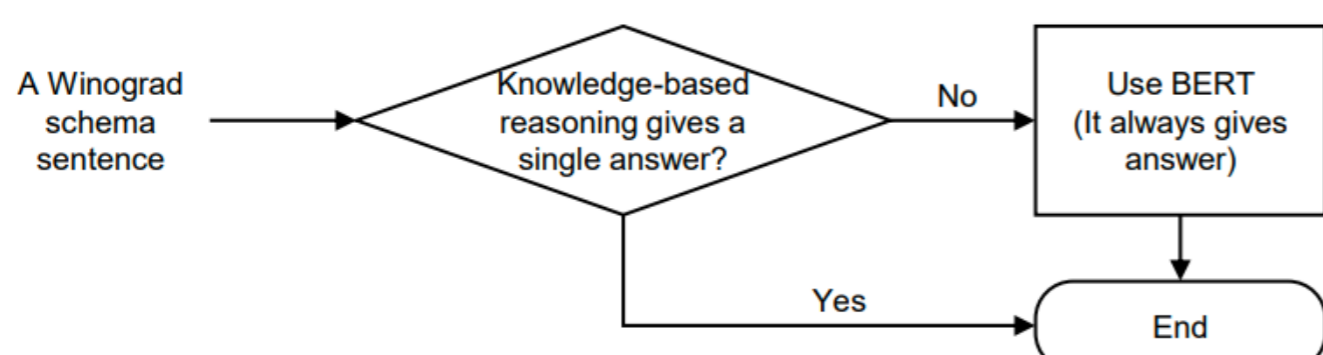 A Winograd
schema
sentence
Knowledge-based
reasoning gives a
single answer?
No
Use BERT
(It always gives
answer)
Yes
End